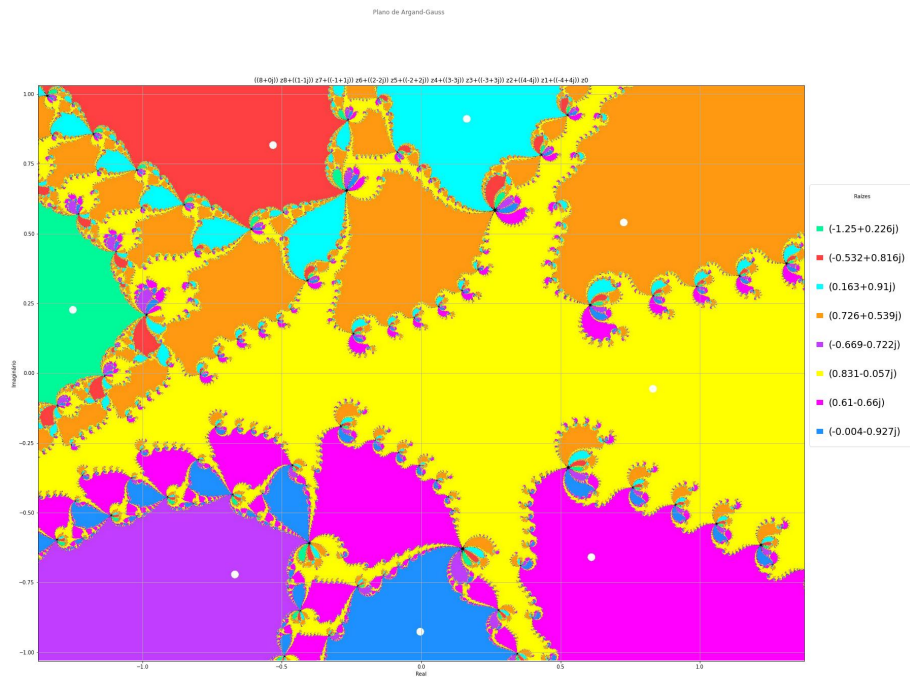 Plano de Argand-Gauss
((8+0j)) z8+((1-1j)) z7+((-1+1j)) z6+((2-2j)) z5+((-2+2j)) z4+((3-3j)) z3+((-3+3j)) z2+((4-4j)) z1+((-4+4j)) z0
1.00
0.75
0.50
0.25
0.00
−0.25
−0.50
−0.75
−1.00
Imaginário
−1.0
−0.5
0.0
0.5
1.0
Real
Raízes
(-1.25+0.226j)
(-0.532+0.816j)
(0.163+0.91j)
(0.726+0.539j)
(-0.669-0.722j)
(0.831-0.057j)
(0.61-0.66j)
(-0.004-0.927j)